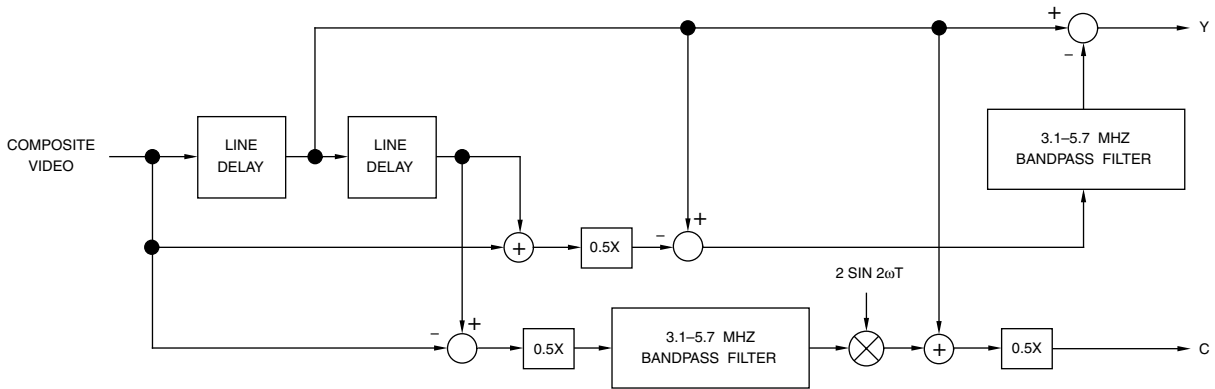 +
Y
–
COMPOSITE
VIDEO
LINE
DELAY
LINE
DELAY
3.1–5.7 MHZ
BANDPASS FILTER
+
+
0.5X
–
2 SIN 2ωT
–
+
0.5X
3.1–5.7 MHZ
BANDPASS FILTER
+
0.5X
C